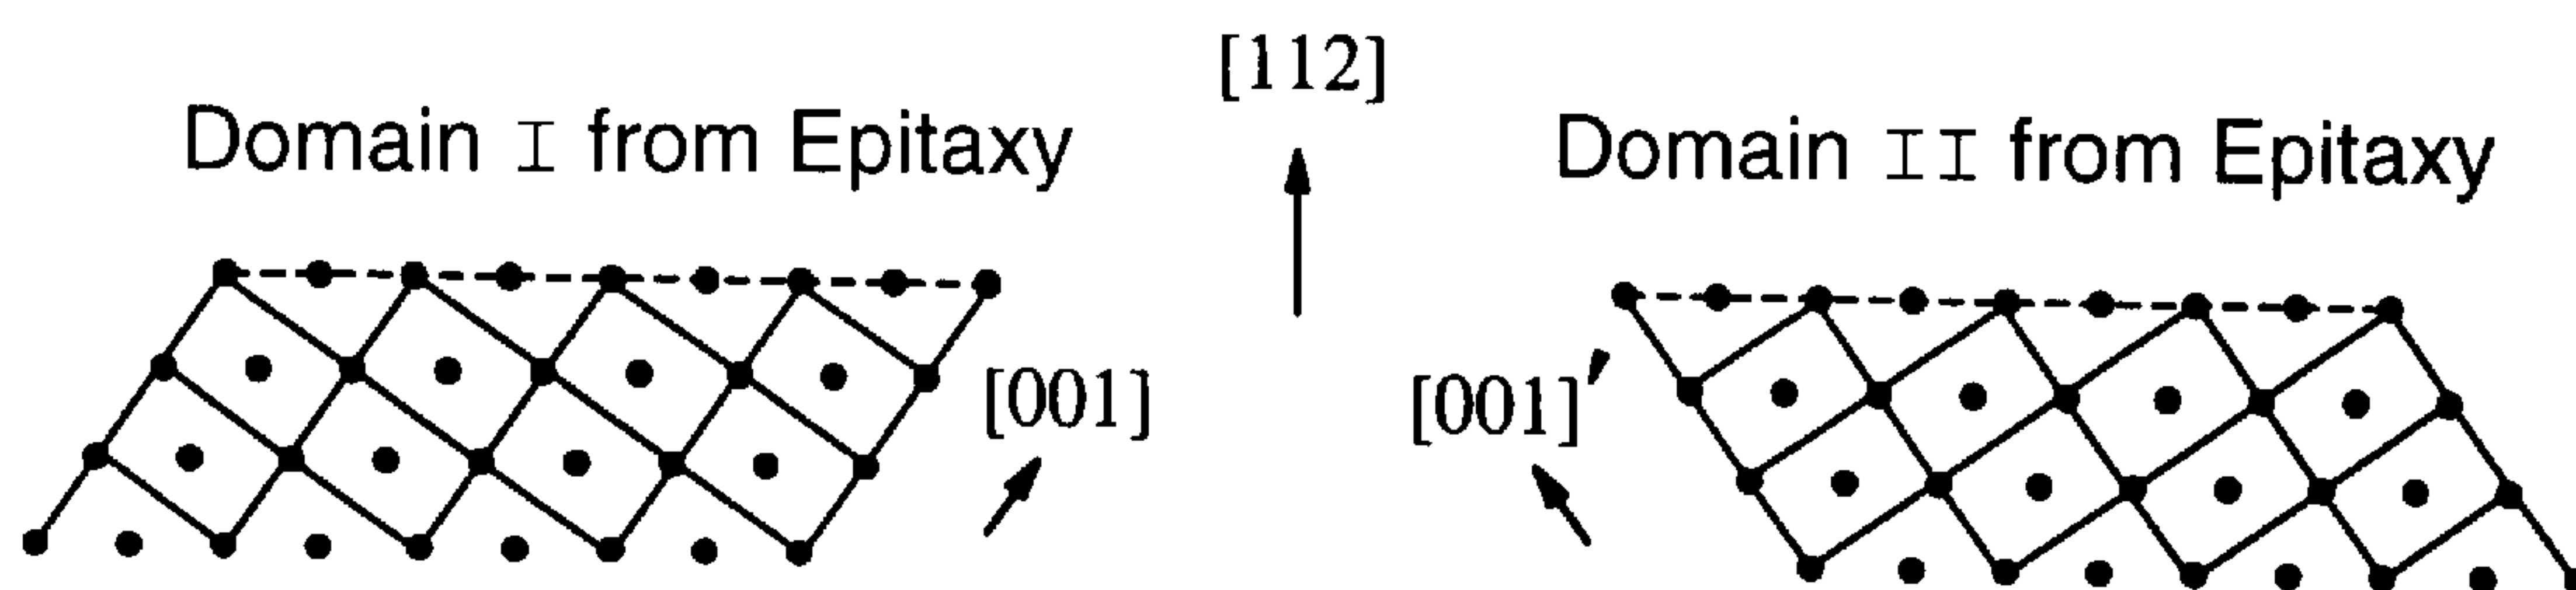 [112]
Domain I from Epitaxy
Domain II from Epitaxy
[001]
[001]′